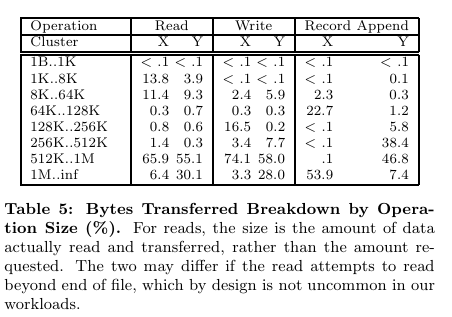 Operation Read Write Record Append
Cluster X Y X Y X Y
1B..1K < .1 < .1 < .1 < .1 < .1 < .1
1K..8K 13.8 3.9 < .1 < .1 < .1 0.1
8K..64K 11.4 9.3 2.4 5.9 2.3 0.3
64K..128K 0.3 0.7 0.3 0.3 22.7 1.2
128K..256K 0.8 0.6 16.5 0.2 < .1 5.8
256K..512K 1.4 0.3 3.4 7.7 < .1 38.4
512K..1M 65.9 55.1 74.1 58.0 .1 46.8
1M..inf 6.4 30.1 3.3 28.0 53.9 7.4
Table 5: Bytes Transferred Breakdown by Opera-
tion Size (%). For reads, the size is the amount of data
actually read and transferred, rather than the amount re-
quested. The two may differ if the read attempts to read
beyond end of file, which by design is not uncommon in our
workloads.